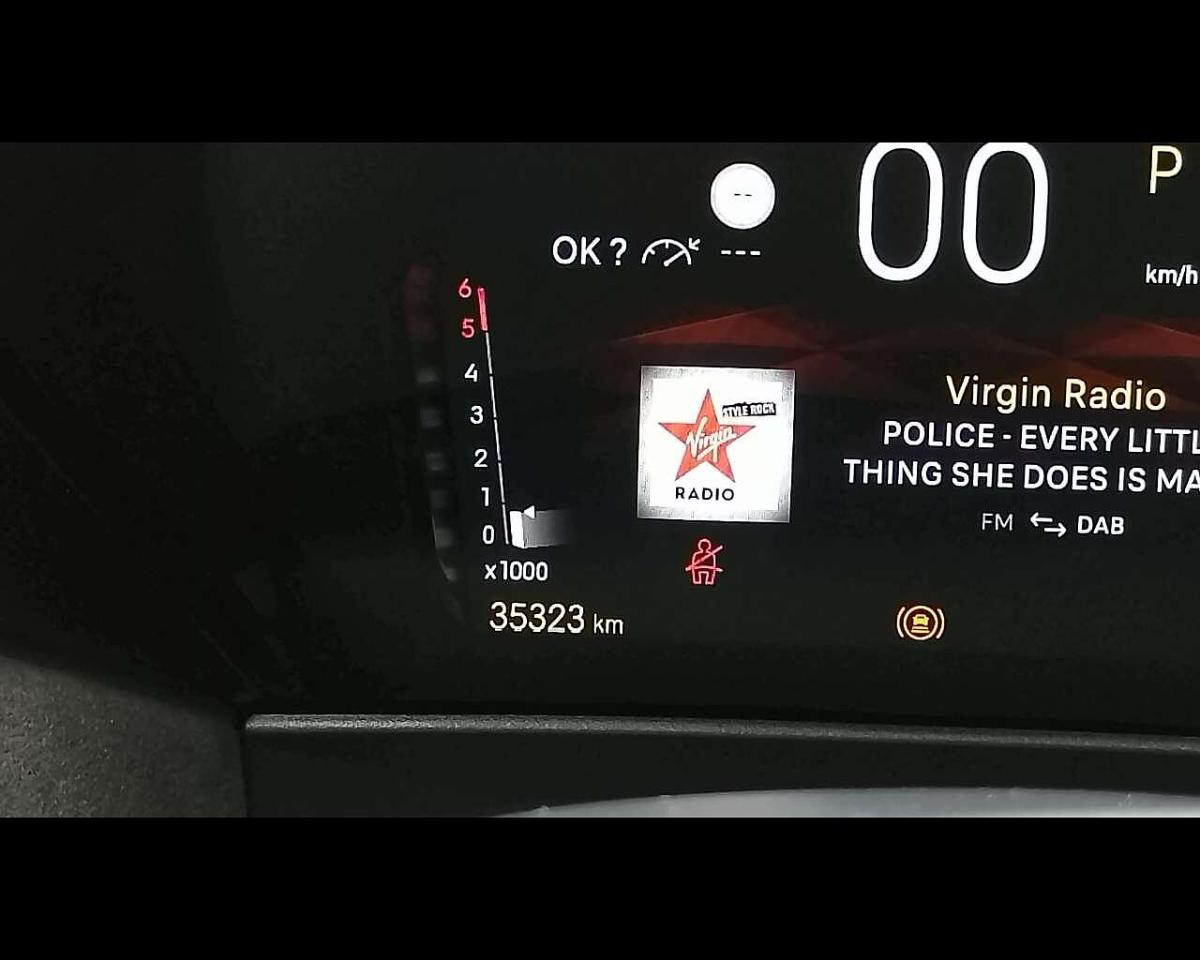 00
P
--
OK ? ---
km/h
6
5
4
3
2
1
0
x1000
STYLE ROCK
Virgin
RADIO
Virgin Radio
POLICE - EVERY LITTL
THING SHE DOES IS MA
FM DAB
35323 km